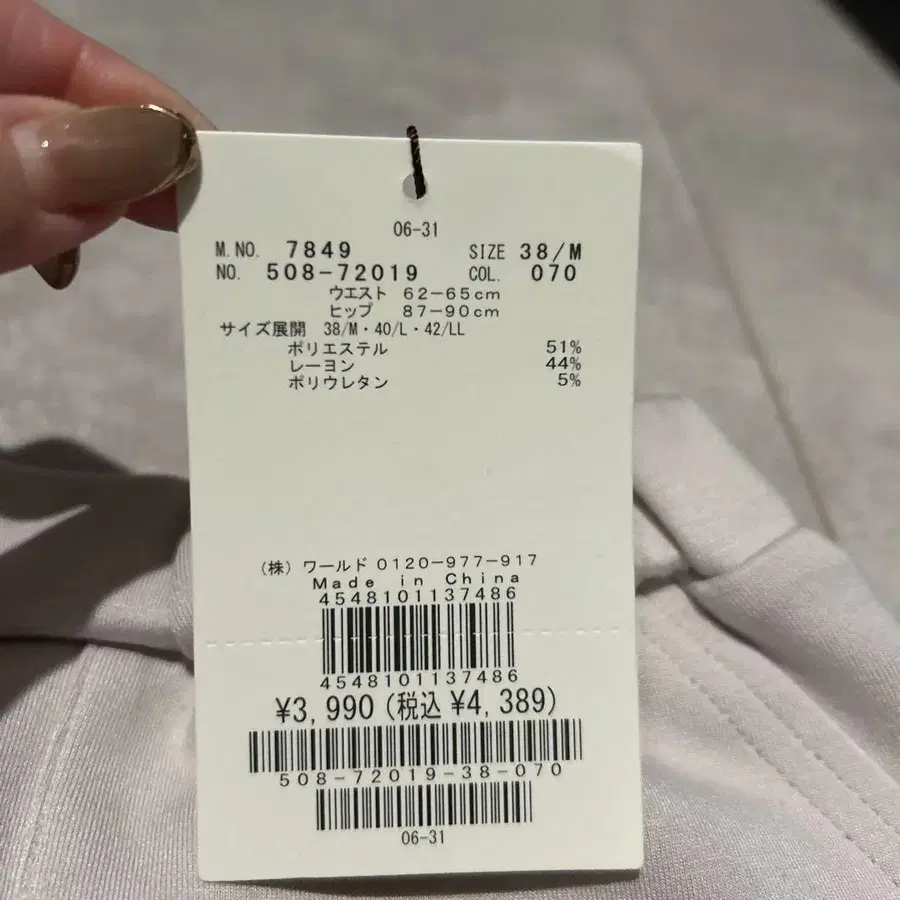 06-31
M.NO. 7849 SIZE 38/M
NO. 508-72019 COL. 070
ウエスト 62-65cm
ヒップ 87-90cm
サイズ展開 38/M・40/L・42/LL
ポリエステル 51%
レーヨン 44%
ポリウレタン 5%
(株) ワールド 0120-977-917
Made in China
4548101137486
4548101137486
¥3,990(税込¥4,389)
508-72019-38-070
06-31